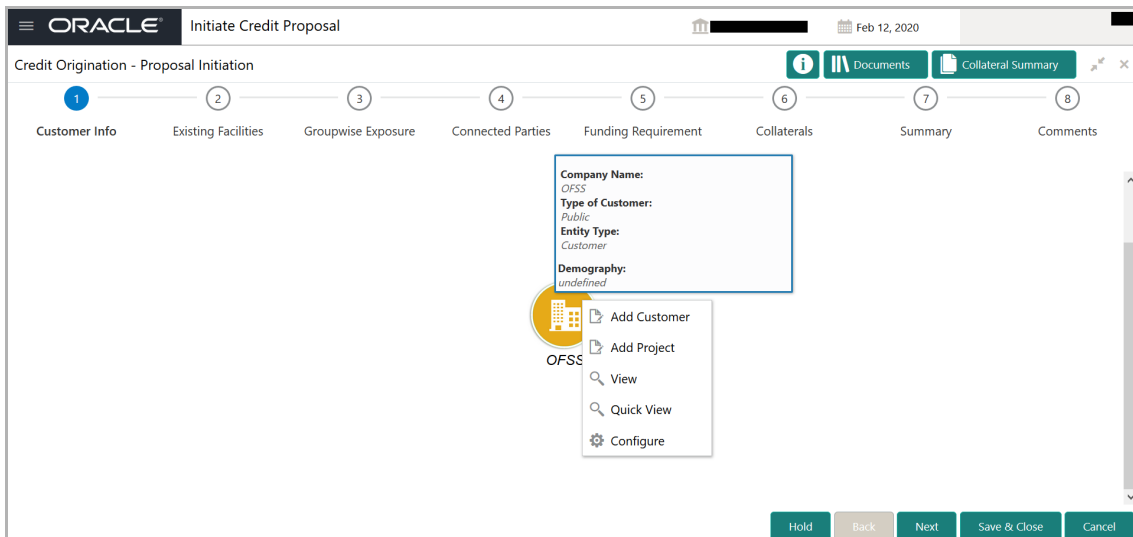 ORACLE® Initiate Credit Proposal Feb 12, 2020
Credit Origination - Proposal Initiation Documents Collateral Summary
1 2 3 4 5 6 7 8
Customer Info Existing Facilities Groupwise Exposure Connected Parties Funding Requirement Collaterals Summary Comments
Company Name:
OFSS
Type of Customer:
Public
Entity Type:
Customer
Demography:
undefined
Add Customer
Add Project
OFSS
View
Quick View
Configure
Hold Back Next Save & Close Cancel